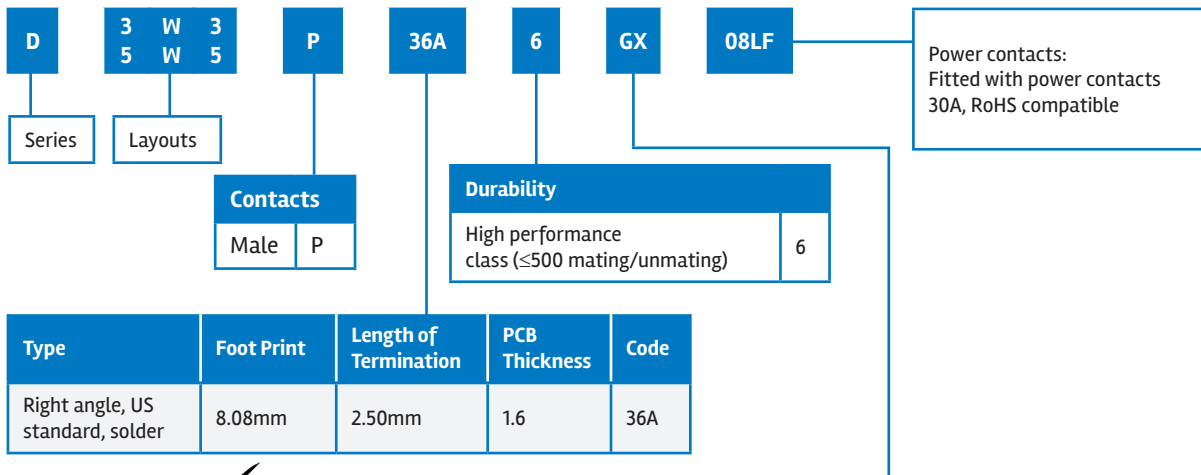 D
3 W 3
5 W 5
P
36A
6
GX
08LF
Power contacts:
Fitted with power contacts
30A, RoHS compatible
Series
Layouts
Contacts
Male P
Durability
High performance
class (≤500 mating/unmating) 6
Type Foot Print Length of Termination PCB Thickness Code
Right angle, US
standard, solder 8.08mm 2.50mm 1.6 36A